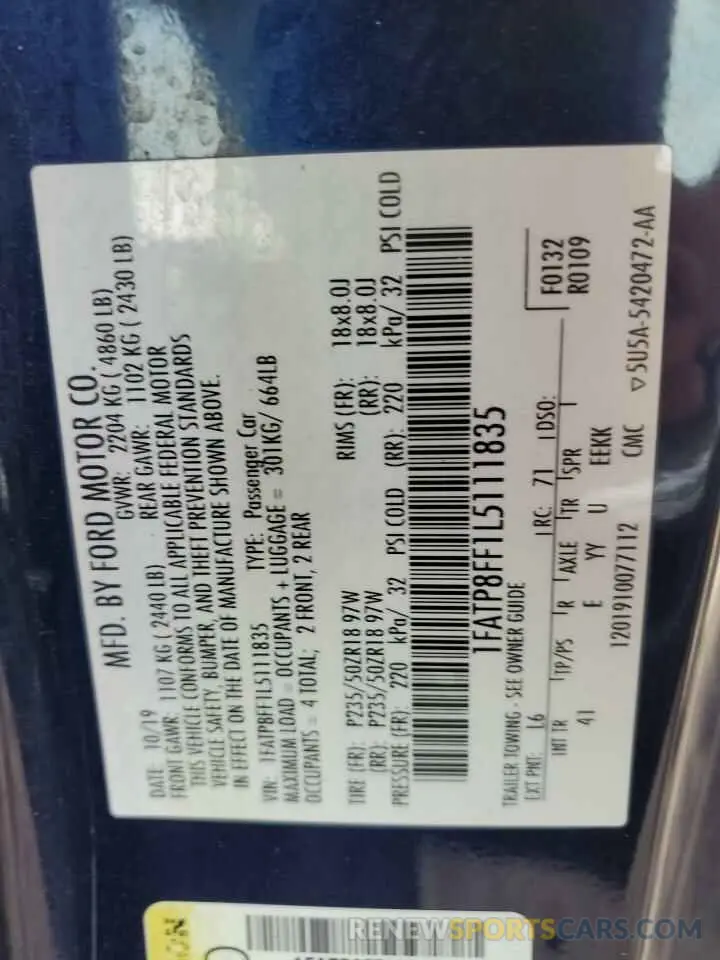 MFD. BY FORD MOTOR CO.
DATE: 10/19 GVWR: 2204 KG ( 4860 LB)
FRONT GAWR: 1107 KG ( 2440 LB) REAR GAWR: 1102 KG ( 2430 LB)
THIS VEHICLE CONFORMS TO ALL APPLICABLE FEDERAL MOTOR
VEHICLE SAFETY, BUMPER, AND THEFT PREVENTION STANDARDS
IN EFFECT ON THE DATE OF MANUFACTURE SHOWN ABOVE.
VIN: 1FATP8FF1L5111835 TYPE: Passenger Car
MAXIMUM LOAD = OCCUPANTS + LUGGAGE = 301KG/ 664LB
OCCUPANTS = 4 TOTAL; 2 FRONT, 2 REAR
TIRE (FR): P235/50ZR18 97W RIMS (FR): 18x8.0J
(RR): P235/50ZR18 97W (RR): 18x8.0J
PRESSURE (FR): 220 kPa/ 32 PSI COLD (RR): 220 kPa/ 32 PSI COLD
1FATP8FF1L5111835
TRAILER TOWING - SEE OWNER GUIDE F0132
EXT PNT: L6 RC: 71 DSO: R0109
INT TR TP/PS R AXLE TR SPR
41 E YY U EEKK
1201910077112 CMC ▽5U5A-5420472-AA
RENEWSPORTSCARS.COM